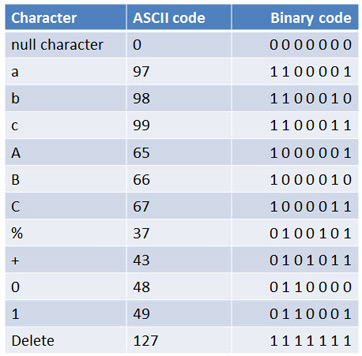 Character ASCII code Binary code
null character 0 0 0 0 0 0 0 0
a 97 1 1 0 0 0 0 1
b 98 1 1 0 0 0 1 0
c 99 1 1 0 0 0 1 1
A 65 1 0 0 0 0 0 1
B 66 1 0 0 0 0 1 0
C 67 1 0 0 0 0 1 1
% 37 0 1 0 0 1 0 1
+ 43 0 1 0 1 0 1 1
0 48 0 1 1 0 0 0 0
1 49 0 1 1 0 0 0 1
Delete 127 1 1 1 1 1 1 1